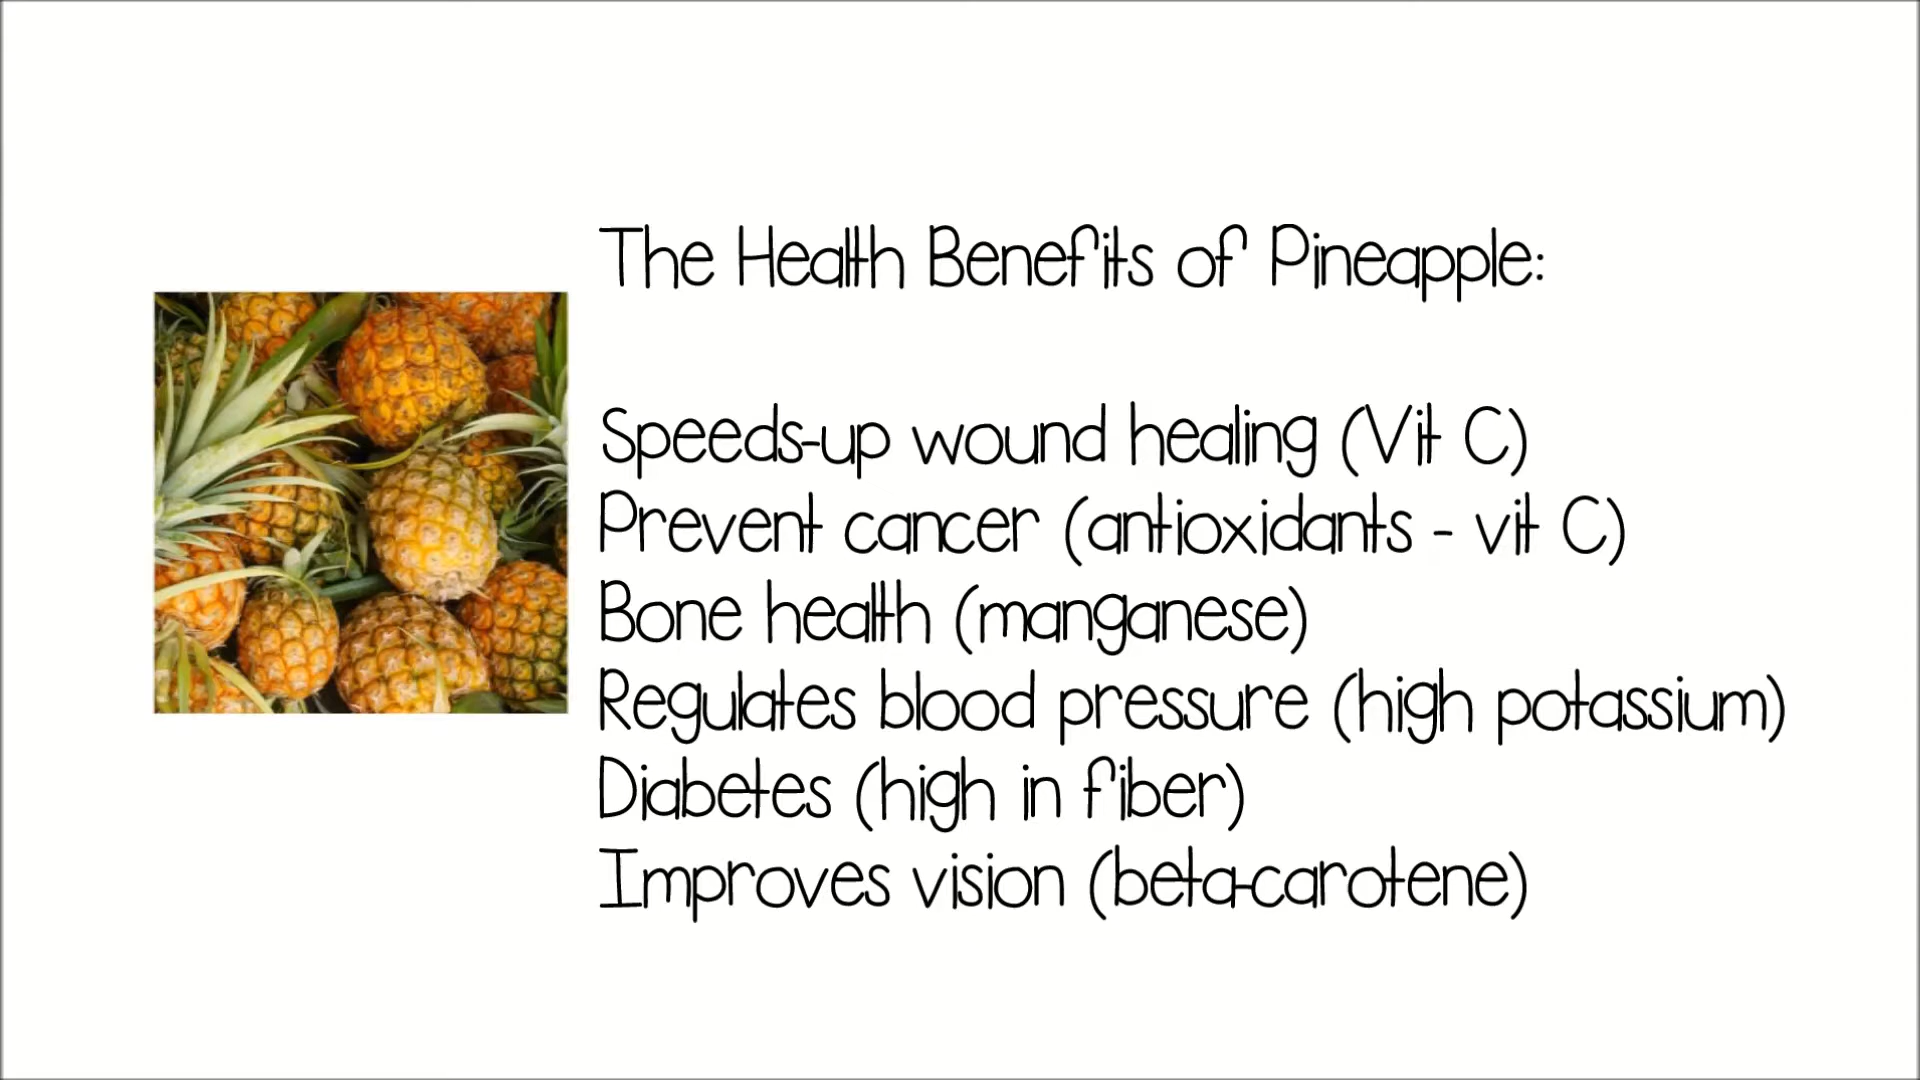 The Health Benefits of Pineapple:
Speeds-up wound healing (Vit C)
Prevent cancer (antioxidants - vit C)
Bone health (manganese)
Regulates blood pressure (high potassium)
Diabetes (high in fiber)
Improves vision (beta-carotene)